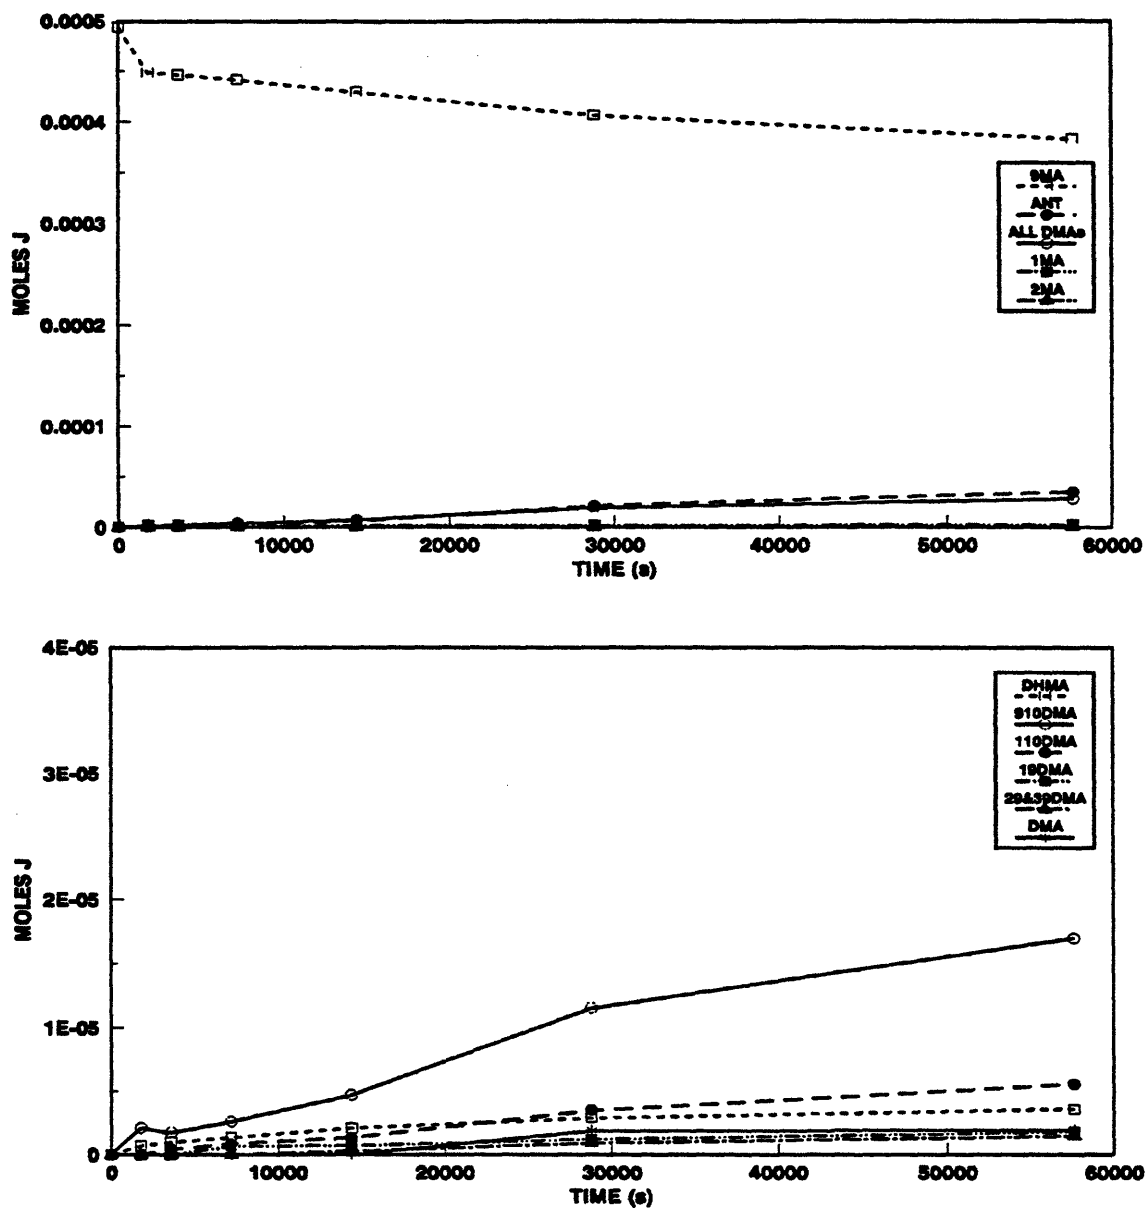 0.0005
0.0004
0.0003
0.0002
0.0001
0
MOLES J
9MA
ANT
ALL DMAs
1MA
2MA
0 10000 20000 30000 40000 50000 60000
TIME (s)
4E-05
3E-05
2E-05
1E-05
0
MOLES J
DHMA
910DMA
110DMA
19DMA
29&39DMA
DMA
0 10000 20000 30000 40000 50000 60000
TIME (s)